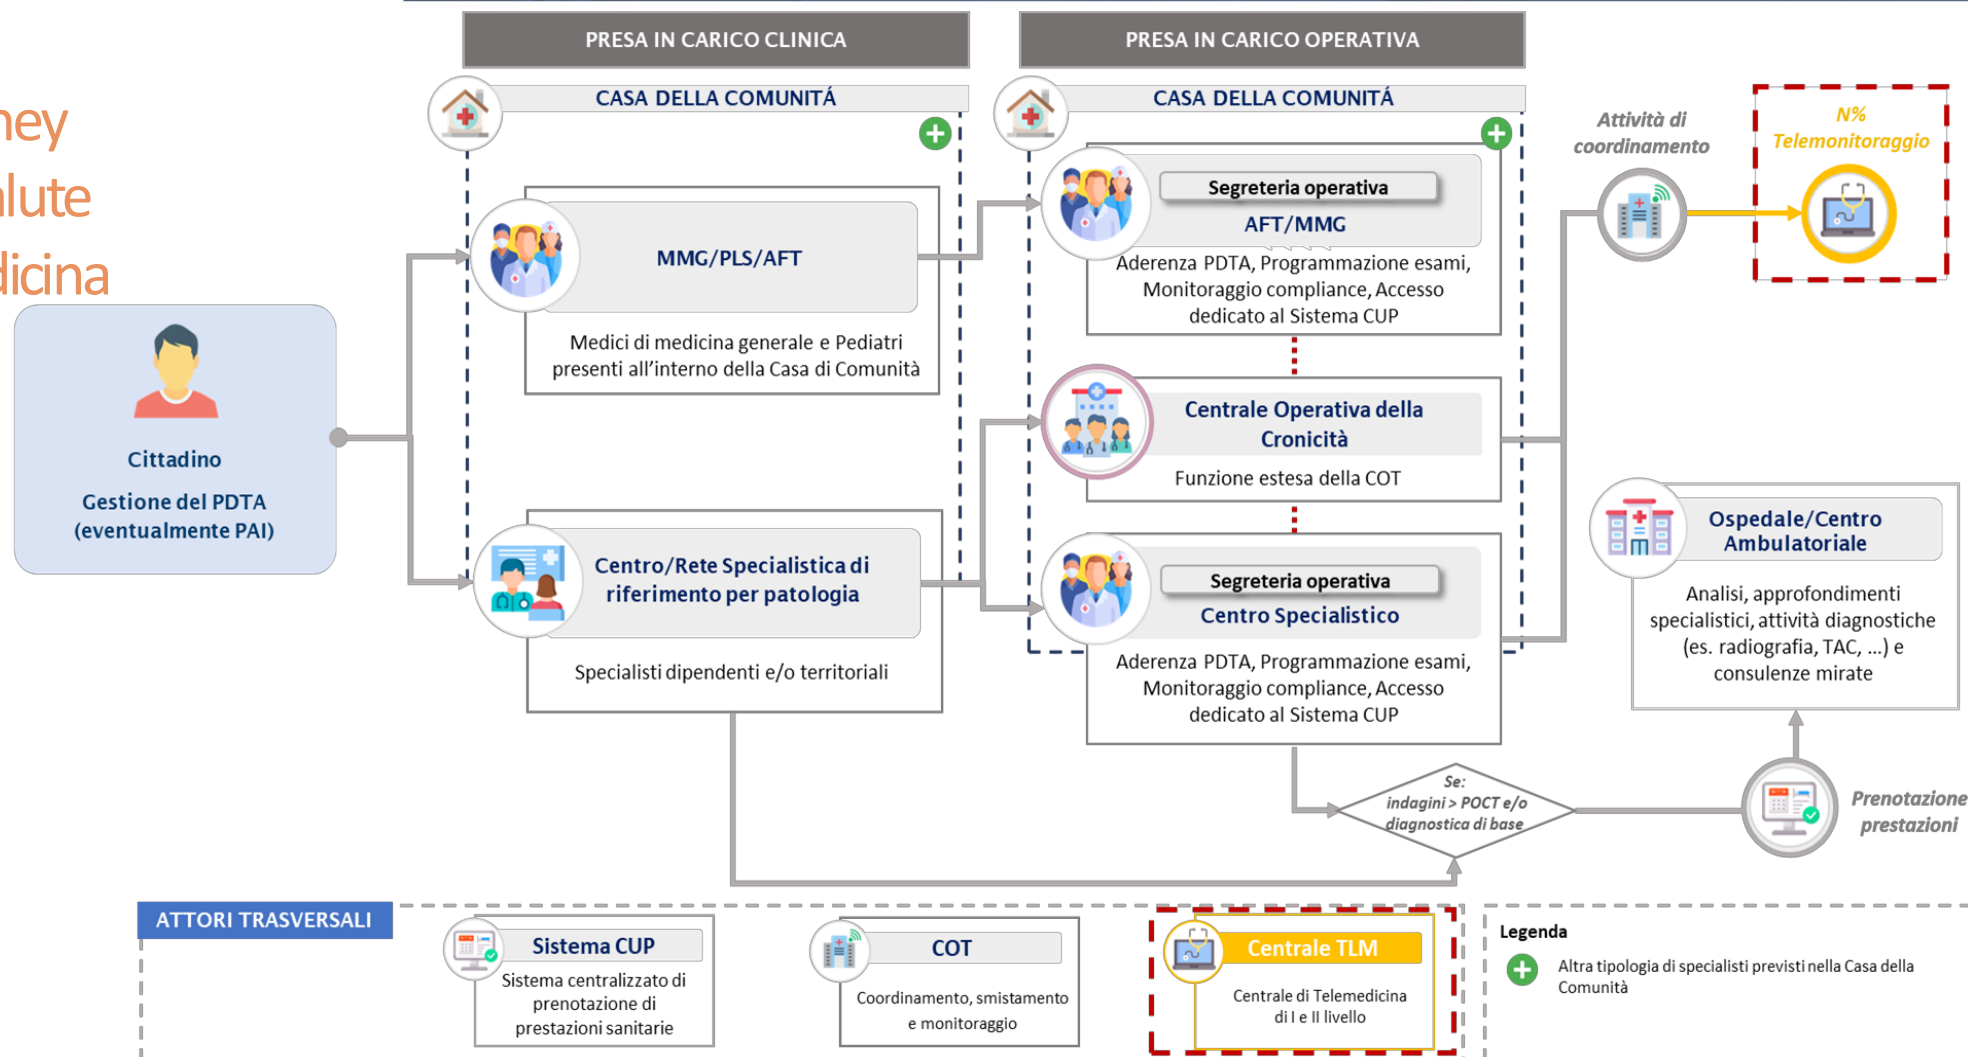 PRESA IN CARICO CLINICA
PRESA IN CARICO OPERATIVA
CASA DELLA COMUNITÁ
CASA DELLA COMUNITÁ
Segreteria operativa
AFT/MMG
Aderenza PDTA, Programmazione esami,
Monitoraggio compliance, Accesso
dedicato al Sistema CUP
MMG/PLS/AFT
Medici di medicina generale e Pediatri
presenti all'interno della Casa di Comunità
Attività di
coordinamento
N%
Telemonitoraggio
Cittadino
Gestione del PDTA
(eventualmente PAI)
Centrale Operativa della
Cronicità
Funzione estesa della COT
Centro/Rete Specialistica di
riferimento per patologia
Specialisti dipendenti e/o territoriali
Segreteria operativa
Centro Specialistico
Aderenza PDTA, Programmazione esami,
Monitoraggio compliance, Accesso
dedicato al Sistema CUP
Ospedale/Centro
Ambulatoriale
Analisi, approfondimenti
specialistici, attività diagnostiche
(es. radiografia, TAC, ...) e
consulenze mirate
Se:
indagini > POCT e/o
diagnostica di base
Prenotazione
prestazioni
ATTORI TRASVERSALI
Sistema CUP
Sistema centralizzato di
prenotazione di
prestazioni sanitarie
COT
Coordinamento, smistamento
e monitoraggio
Centrale TLM
Centrale di Telemedicina
di I e II livello
Legenda
Altra tipologia di specialisti previsti nella Casa della
Comunità